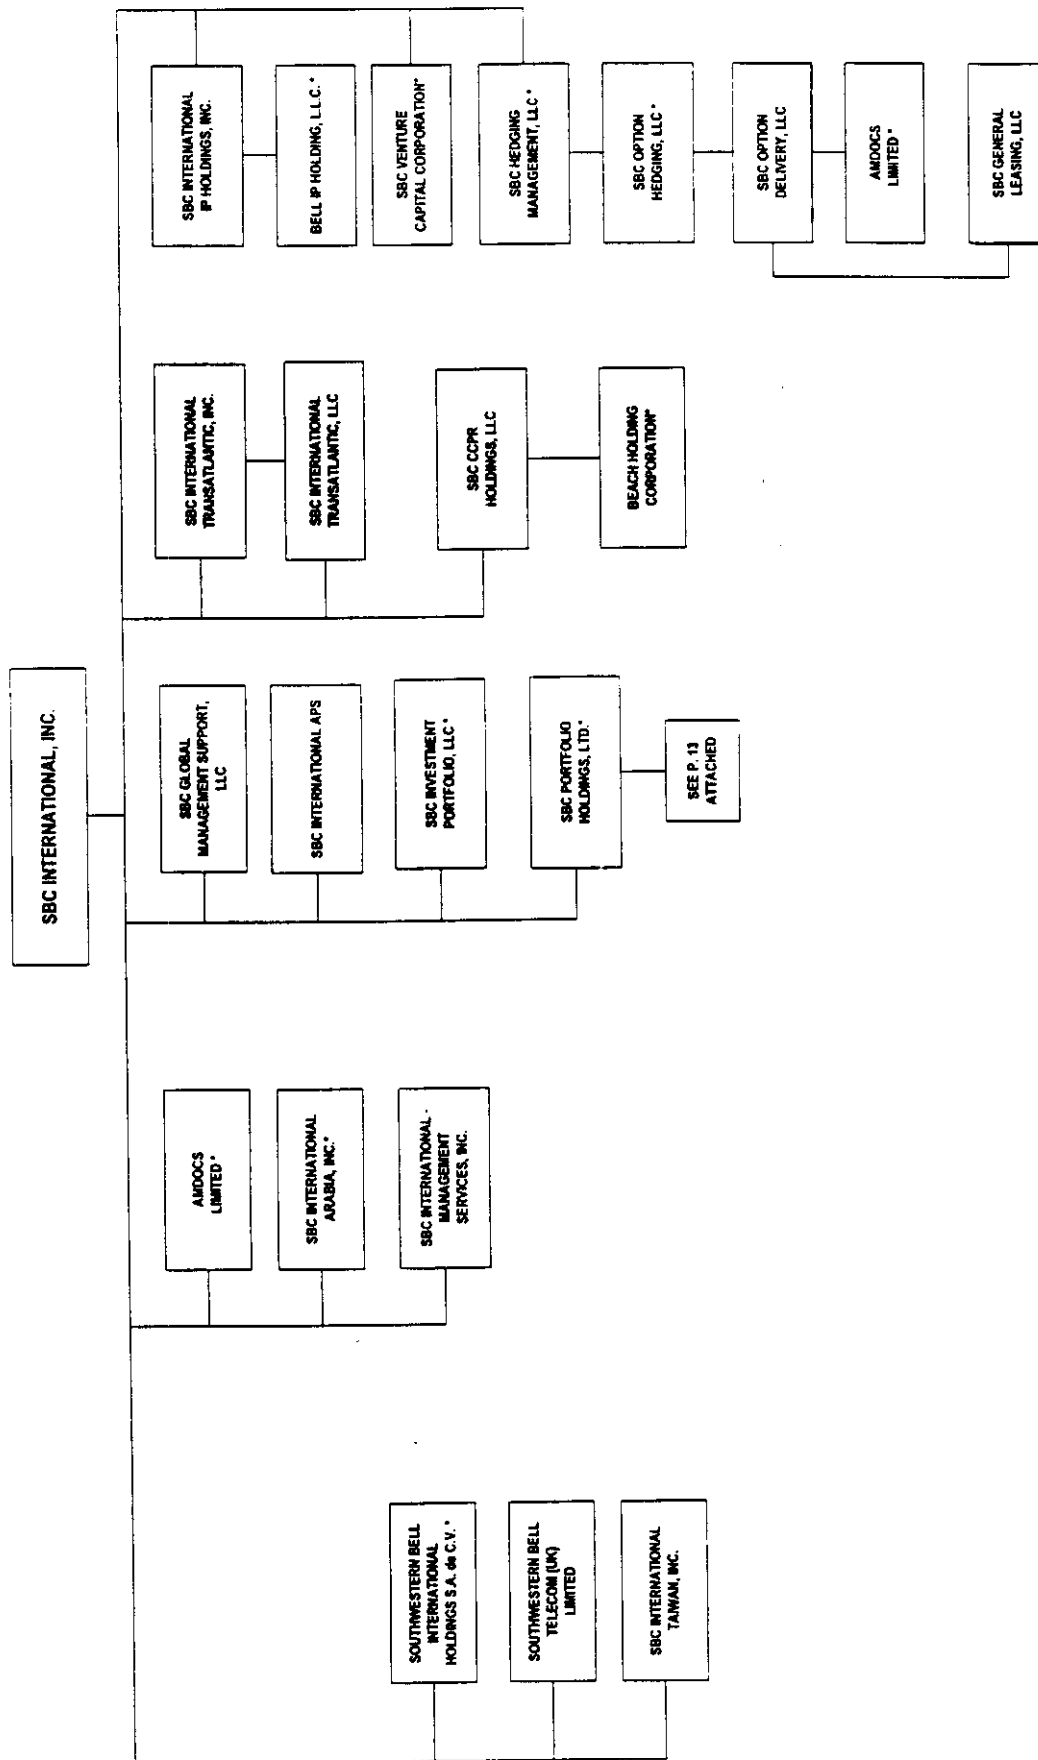 SBC INTERNATIONAL, INC.
SOUTHWESTERN BELL
INTERNATIONAL
HOLDINGS S.A. de C.V. *
SOUTHWESTERN BELL
TELECOM (UK)
LIMITED
SBC INTERNATIONAL
TAIWAN, INC.
AMDOCS
LIMITED *
SBC INTERNATIONAL
ARABIA, INC.*
SBC INTERNATIONAL -
MANAGEMENT
SERVICES, INC.
SBC GLOBAL
MANAGEMENT SUPPORT,
LLC
SBC INTERNATIONAL APS
SBC INVESTMENT
PORTFOLIO, LLC *
SBC PORTFOLIO
HOLDINGS, LTD.*
SEE P. 13
ATTACHED
SBC INTERNATIONAL
TRANSATLANTIC, INC.
SBC INTERNATIONAL
TRANSATLANTIC, LLC
SBC CCPR
HOLDINGS, LLC
BEACH HOLDING
CORPORATION*
SBC INTERNATIONAL
IP HOLDINGS, INC.
BELL IP HOLDING, L.L.C. *
SBC VENTURE
CAPITAL CORPORATION*
SBC HEDGING
MANAGEMENT, LLC *
SBC OPTION
HEDGING, LLC *
SBC OPTION
DELIVERY, LLC
AMDOCS
LIMITED *
SBC GENERAL
LEASING, LLC